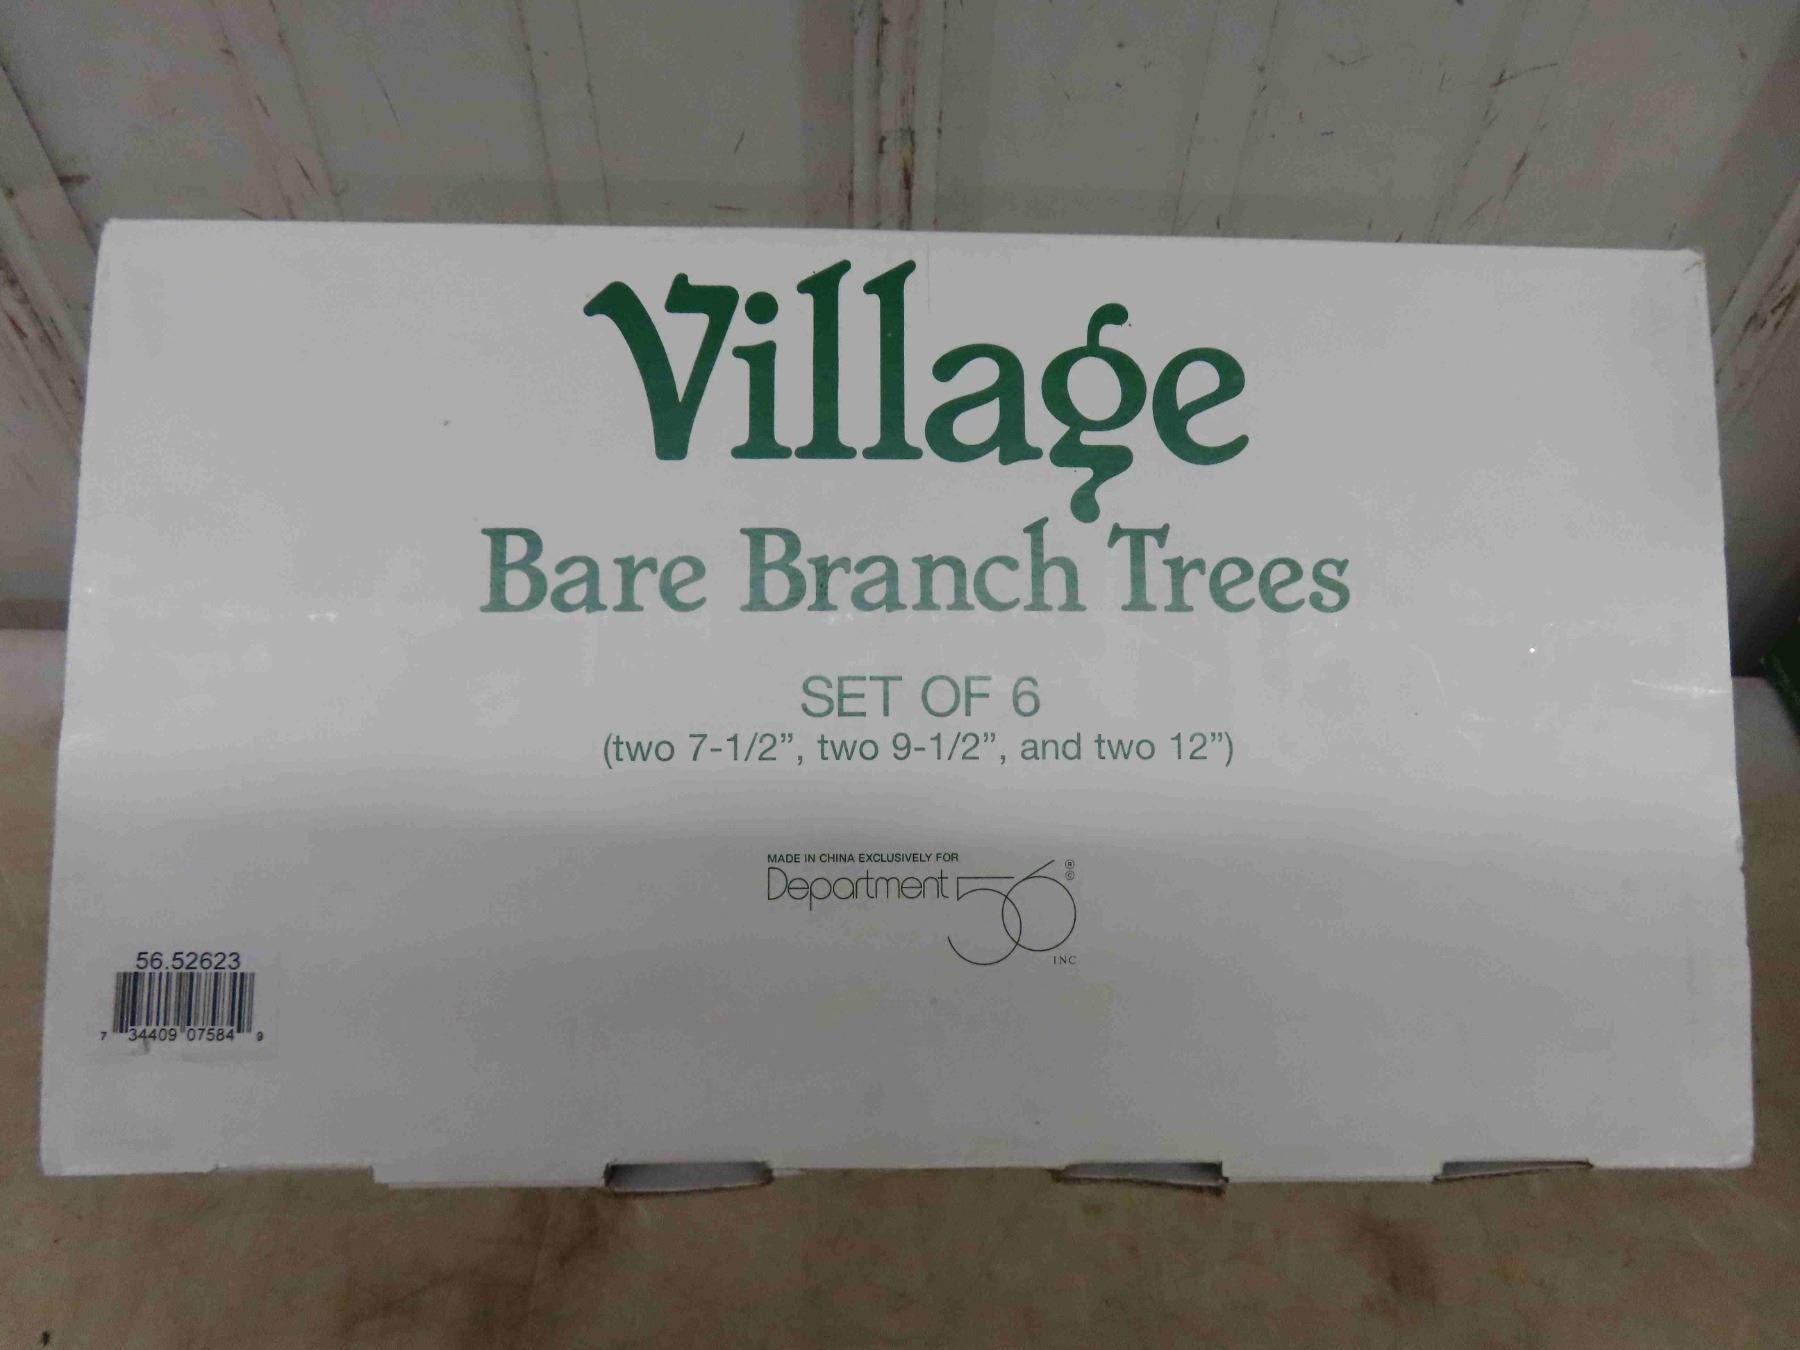 Village
Bare Branch Trees
SET OF 6
(two 7-1/2”, two 9-1/2”, and two 12”)
MADE IN CHINA EXCLUSIVELY FOR
Department 56 ® ©
INC
56.52623
7 34409 07584 9